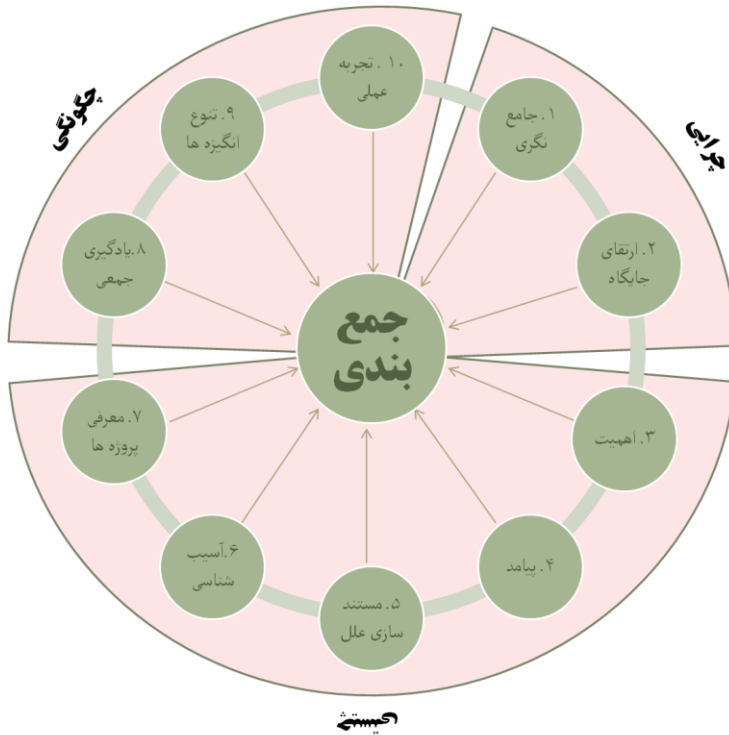 چرایی
۱. جامع
نگری
۲. ارتقای
جایگاه
چیستی
۳. اهمیت
۴. پیامد
۵. مستند
سازی علل
۶.آسیب
شناسی
۷. معرفی
پروژه ها
چگونگی
۸.یادگیری
جمعی
۹. تنوع
انگیزه ها
۱۰. تجربه
عملی
جمع
بندی